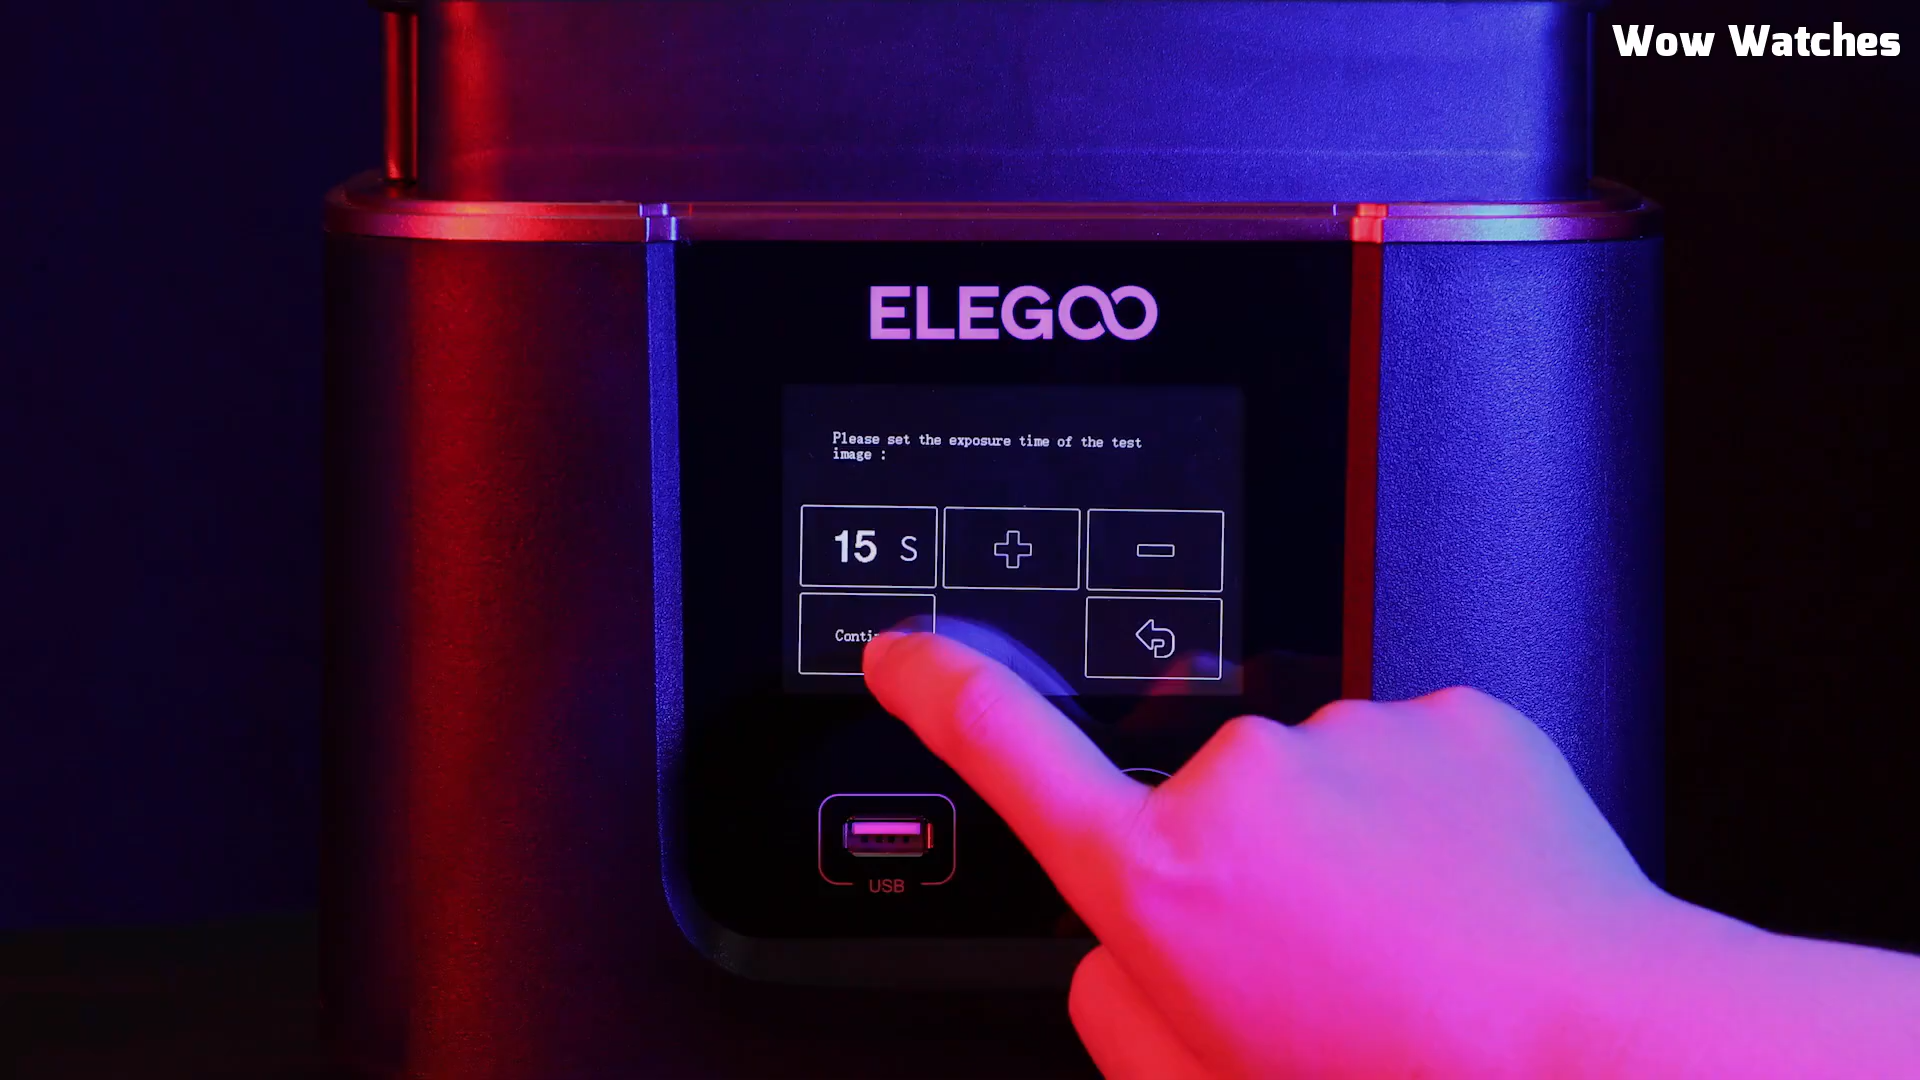 Wow Watches
ELEGOO
Please set the exposure time of the test
image :
15 S
USB